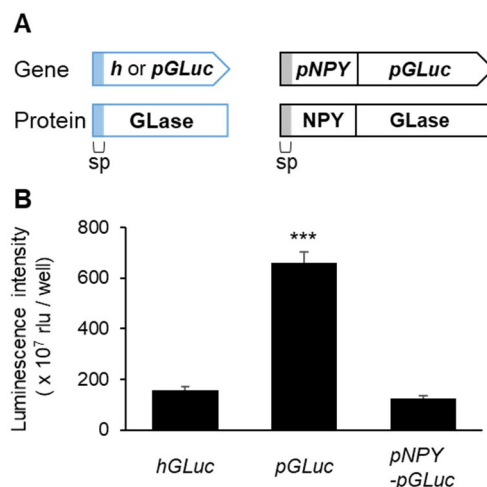 A
Gene h or pGLuc pNPY pGLuc
Protein GLase NPY GLase
sp sp
B
Luminescence intensity
( x 10⁷ rlu / well)
800
600
400
200
0
***
hGLuc pGLuc pNPY
-pGLuc